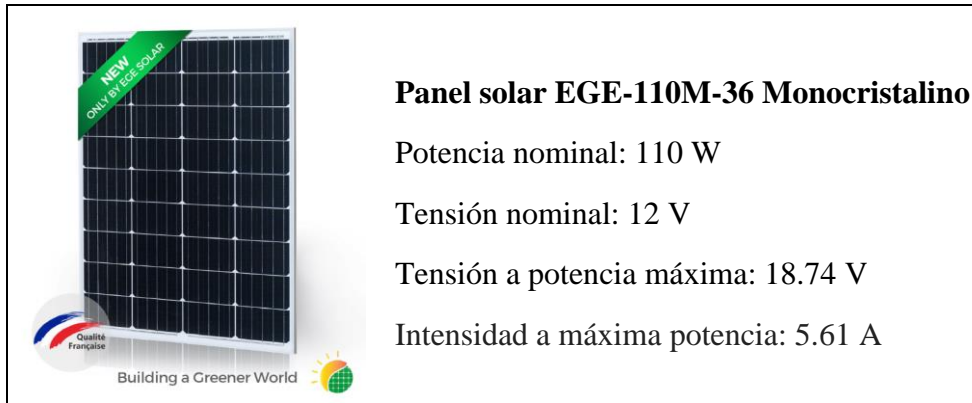 NEW
ONLY BY EGE SOLAR
Qualité
Française
Building a Greener World
Panel solar EGE-110M-36 Monocristalino
Potencia nominal: 110 W
Tensión nominal: 12 V
Tensión a potencia máxima: 18.74 V
Intensidad a máxima potencia: 5.61 A